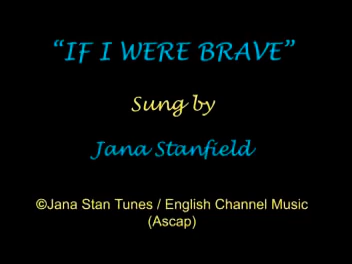 “IF I WERE BRAVE”
Sung by
Jana Stanfield
©Jana Stan Tunes / English Channel Music
(Ascap)